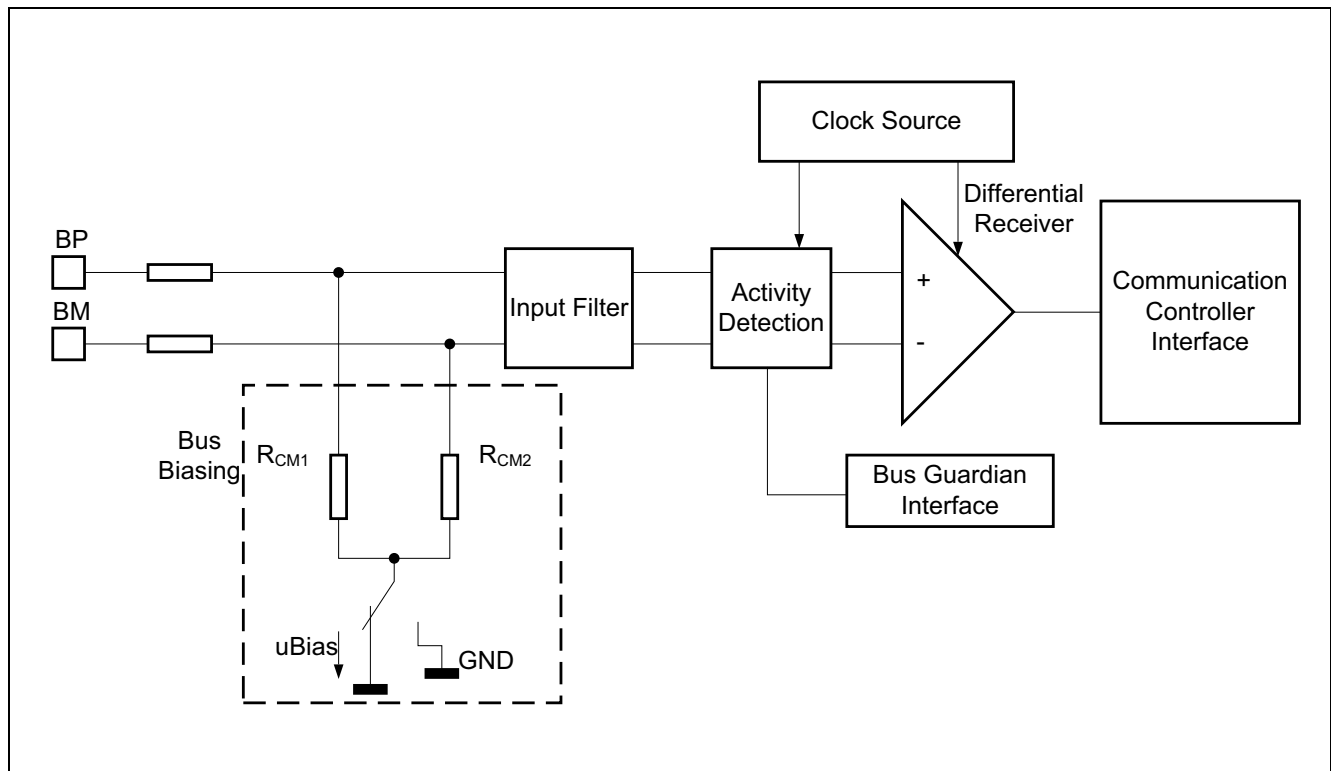 Clock Source
Differential
Receiver
BP
BM
Input Filter
Activity
Detection
+
-
Communication
Controller
Interface
Bus
Biasing
RCM1
RCM2
Bus Guardian
Interface
uBias
GND